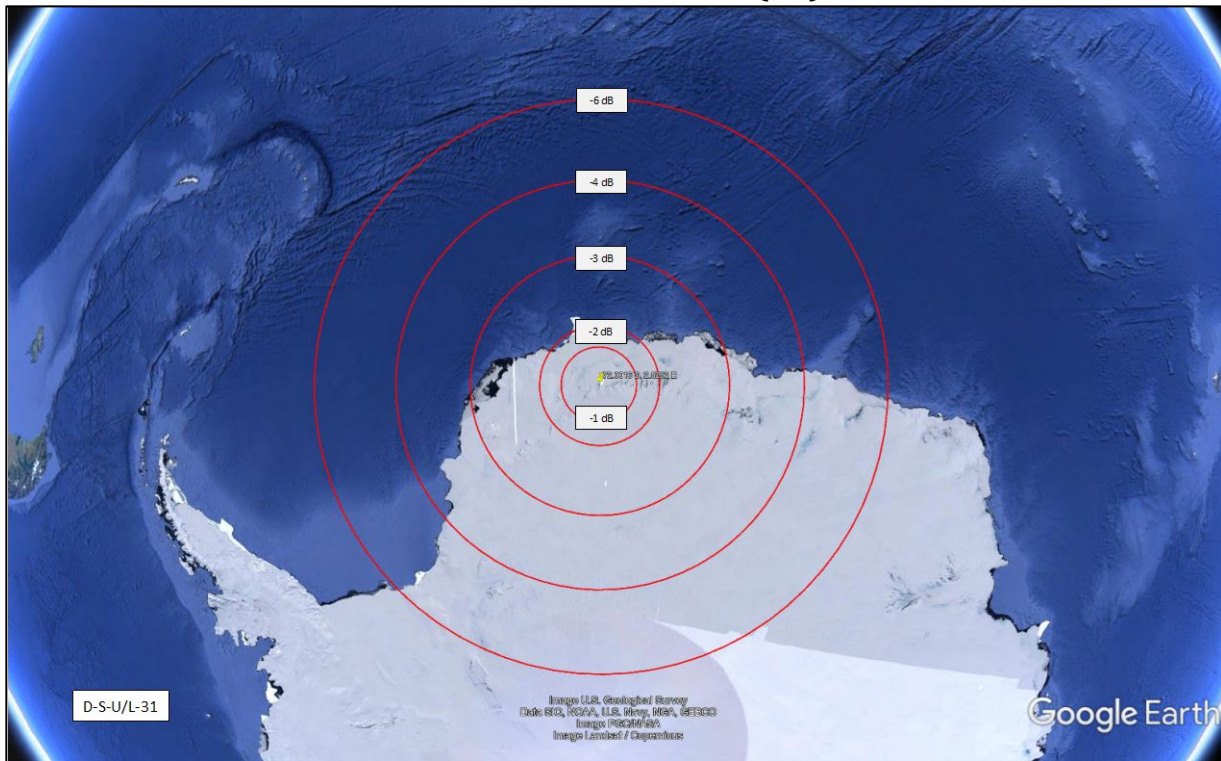 -6 dB
-4 dB
-3 dB
-2 dB
-1 dB
D-S-U/L-31
Image U.S. Geological Survey
Data SIO, NOAA, U.S. Navy, NGA, GEBCO
Image PGC/NASA
Image Landsat / Copernicus
Google Earth